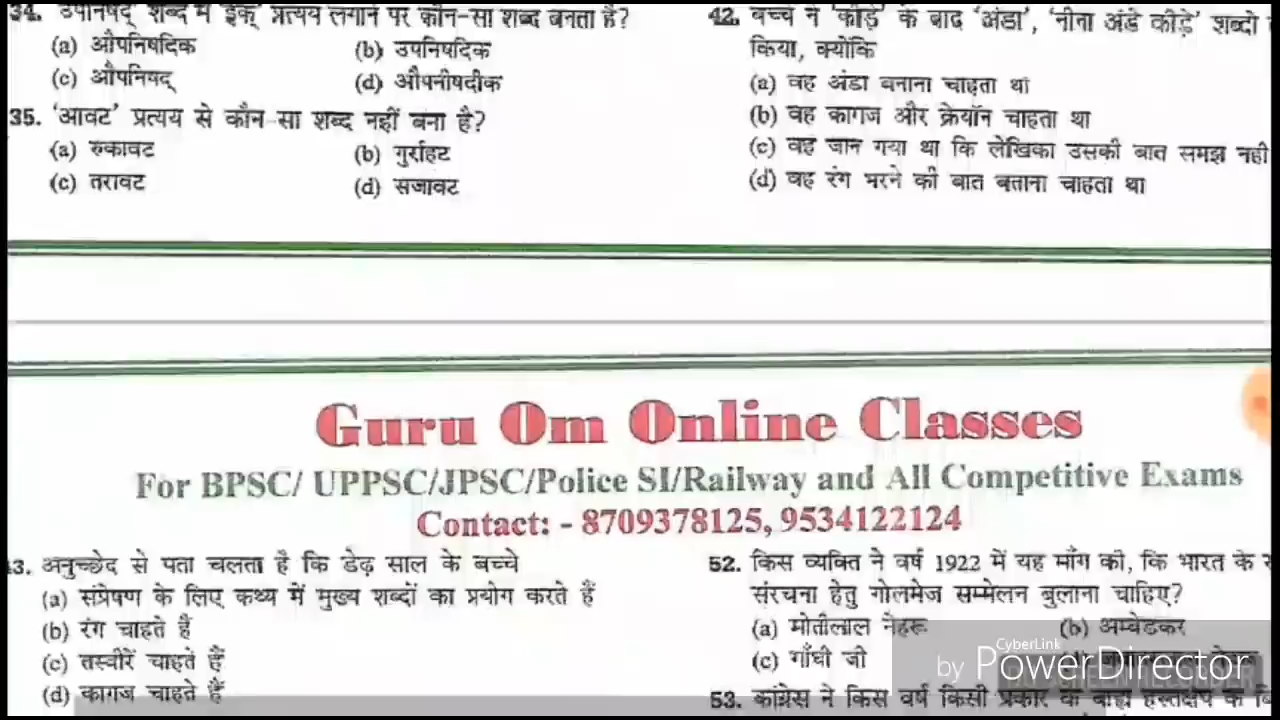 34. उपनिषद् शब्द में इक् प्रत्यय लगाने पर कौन-सा शब्द बनता है?
(a) औपनिषदिक (b) उपनिषदिक
(c) औपनिषद् (d) औपनीषदीक
35. 'आवट' प्रत्यय से कौन-सा शब्द नहीं बना है?
(a) रुकावट (b) गुर्राहट
(c) तरावट (d) सजावट
42. बच्चे ने 'कीड़े' के बाद 'अंडा', 'नीना अंडे कीड़े' शब्दों
किया, क्योंकि
(a) वह अंडा बनाना चाहता था
(b) वह कागज और क्रेयॉन चाहता था
(c) वह जान गया था कि लेखिका उसकी बात समझ नहीं
(d) वह रंग भरने की बात बताना चाहता था
Guru Om Online Classes
For BPSC/ UPPSC/JPSC/Police SI/Railway and All Competitive Exams
Contact: - 8709378125, 9534122124
3. अनुच्छेद से पता चलता है कि डेढ़ साल के बच्चे
(a) संप्रेषण के लिए कथ्य में मुख्य शब्दों का प्रयोग करते हैं
(b) रंग चाहते हैं
(c) तस्वीरें चाहते हैं
(d) कागज चाहते हैं
52. किस व्यक्ति ने वर्ष 1922 में यह माँग की, कि भारत के
संरचना हेतु गोलमेज सम्मेलन बुलाना चाहिए?
(a) मोतीलाल नेहरू (b) अम्बेडकर
(c) गाँधी जी
53. कांग्रेस ने किस वर्ष किसी प्रकार के बाह्य हस्तक्षेप के
CyberLink
by PowerDirector